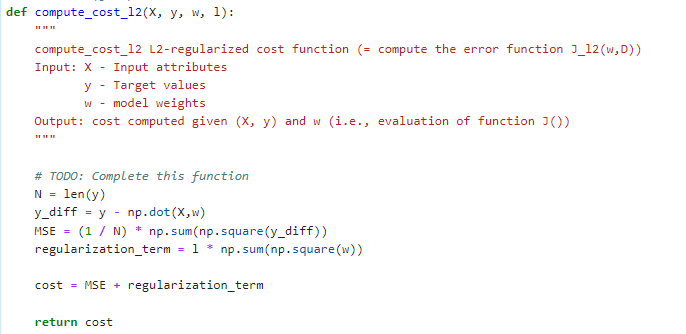 def compute_cost_l2(X, y, w, l):
    """
    compute_cost_l2 L2-regularized cost function (= compute the error function J_l2(w,D))
    Input: X - Input attributes
           y - Target values
           w - model weights
    Output: cost computed given (X, y) and w (i.e., evaluation of function J())
    """

    # TODO: Complete this function
    N = len(y)
    y_diff = y - np.dot(X,w)
    MSE = (1 / N) * np.sum(np.square(y_diff))
    regularization_term = l * np.sum(np.square(w))

    cost = MSE + regularization_term

    return cost